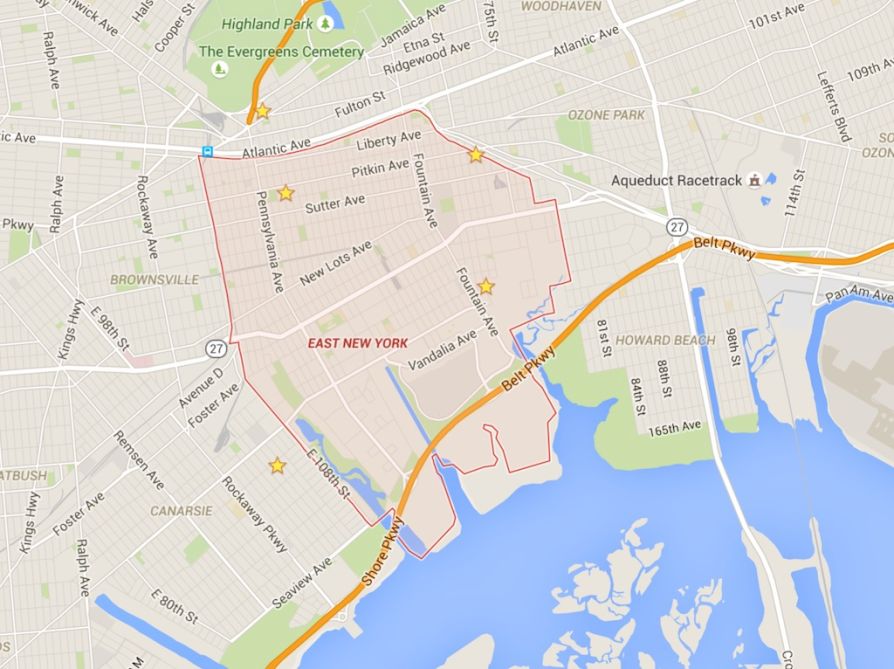 Highland Park
The Evergreens Cemetery
Cooper St
Jamaica Ave
Etna St
Ridgewood Ave
75th St
WOODHAVEN
101st Ave
Atlantic Ave
109th Av
Lefferts Blvd
Ralph Ave
Fulton St
OZONE PARK
Atlantic Ave
Liberty Ave
Pitkin Ave
Sutter Ave
Fountain Ave
Aqueduct Racetrack
114th St
Ralph Ave
Rockaway Ave
Pennsylvania Ave
New Lots Ave
27
Belt Pkwy
Pkwy
BROWNSVILLE
Fountain Ave
Pan Am Ave
Kings Hwy
E 98th St
27
EAST NEW YORK
Vandalia Ave
Belt Pkwy
81st St
HOWARD BEACH
98th St
88th St
84th St
Avenue D
Foster Ave
165th Ave
Remsen Ave
E 108th St
ATBUSH
Kings Hwy
Foster Ave
CANARSIE
Rockaway Pkwy
Ralph Ave
Seaview Ave
Shore Pkwy
E 80th St